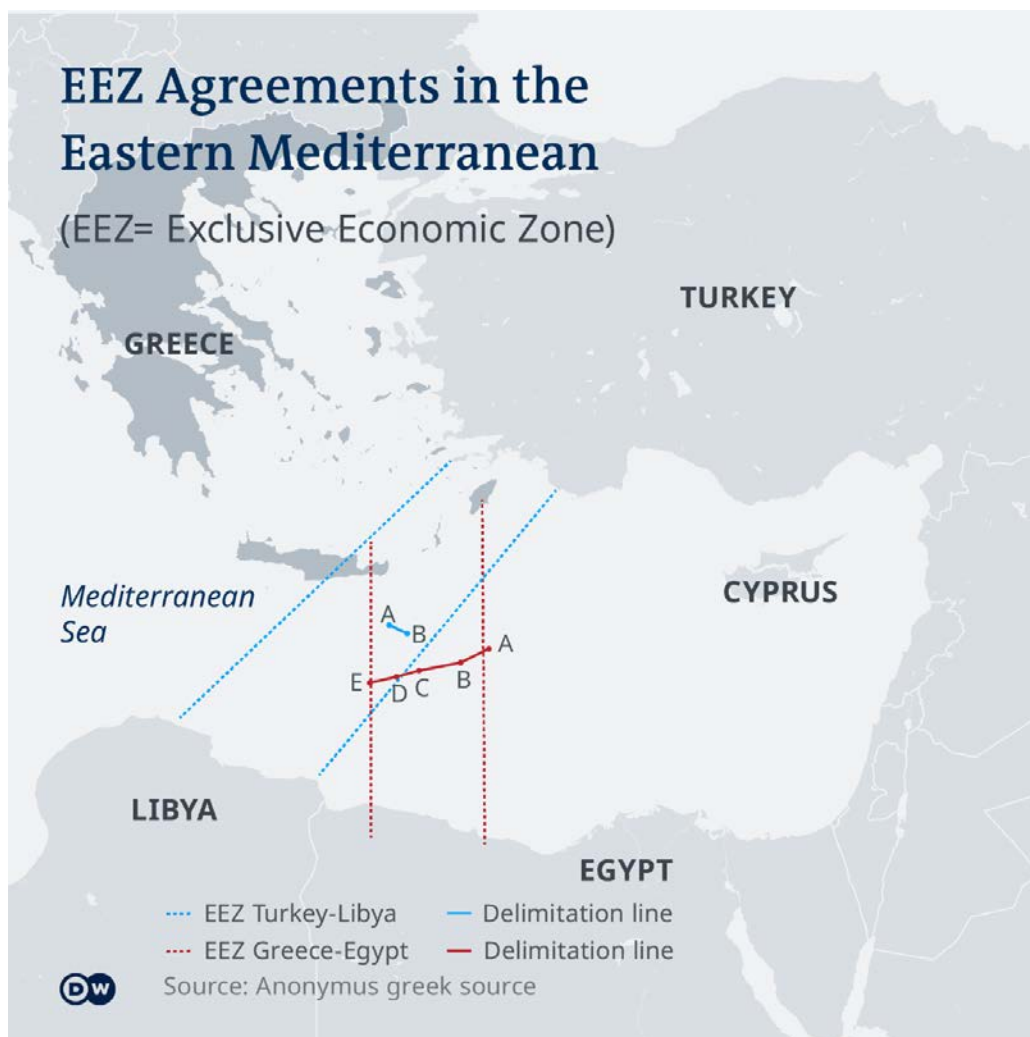 EEZ Agreements in the
Eastern Mediterranean
(EEZ= Exclusive Economic Zone)
TURKEY
GREECE
Mediterranean
Sea
CYPRUS
A
B
A
E
D
C
B
LIBYA
EGYPT
EEZ Turkey-Libya
Delimitation line
EEZ Greece-Egypt
Delimitation line
DW
Source: Anonymus greek source